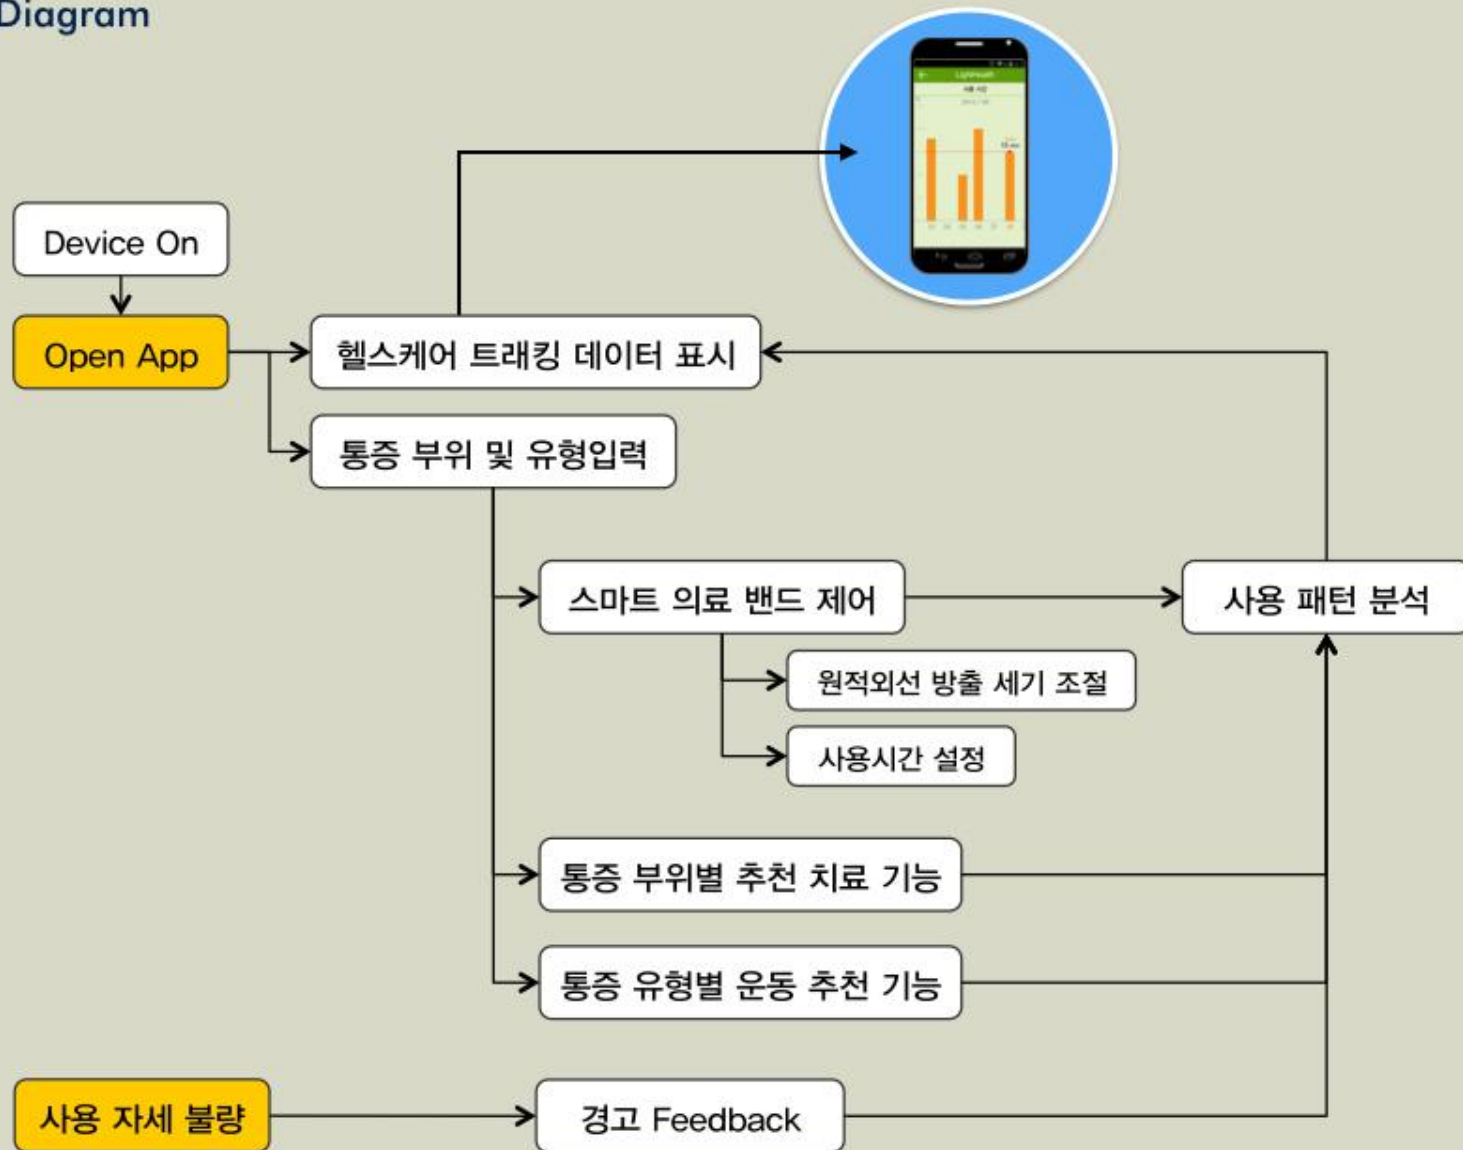 Diagram
Device On
Open App
헬스케어 트래킹 데이터 표시
통증 부위 및 유형입력
스마트 의료 밴드 제어
사용 패턴 분석
원적외선 방출 세기 조절
사용시간 설정
통증 부위별 추천 치료 기능
통증 유형별 운동 추천 기능
사용 자세 불량
경고 Feedback